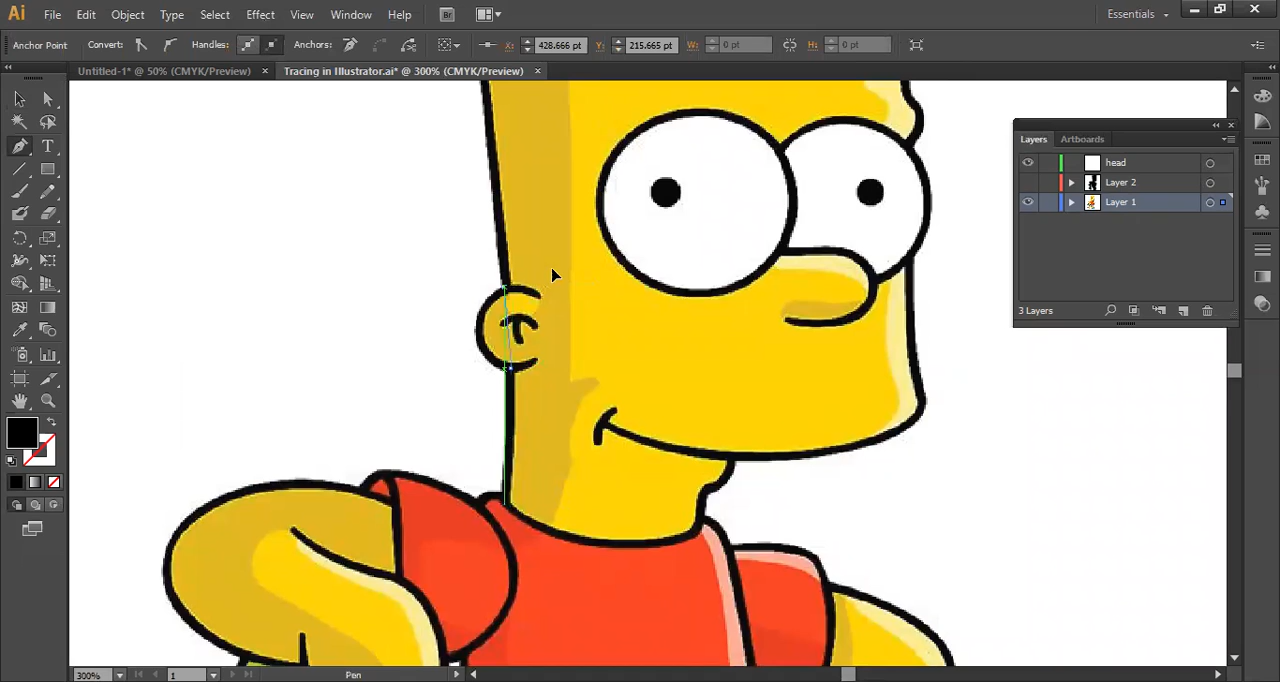 Ai File Edit Object Type Select Effect View Window Help Br Essentials
Anchor Point Convert: Handles: Anchors: X: 428.666 pt Y: 215.665 pt W: 0 pt H: 0 pt
Untitled-1* @ 50% (CMYK/Preview) × Tracing in Illustrator.ai* @ 300% (CMYK/Preview) ×
Layers Artboards
head
Layer 2
Layer 1
3 Layers
T
300% 1 Pen